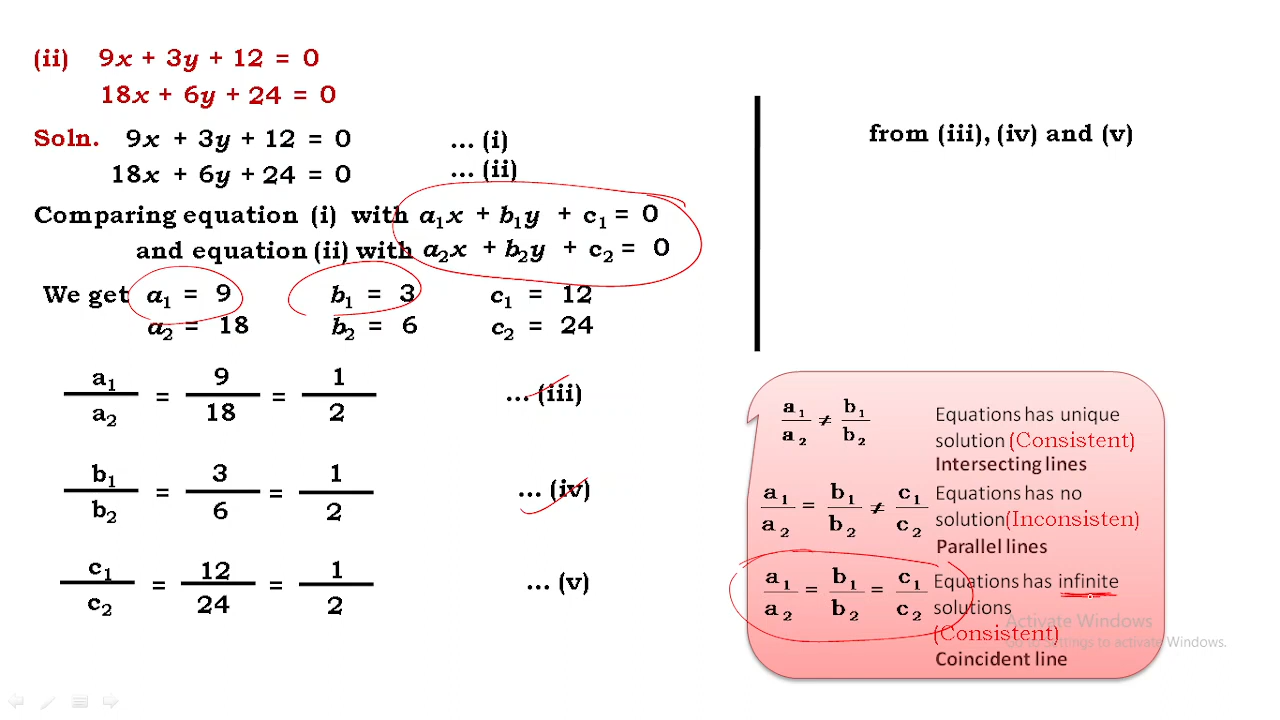 (ii) 9x + 3y + 12 = 0
18x + 6y + 24 = 0
Soln. 9x + 3y + 12 = 0 ... (i)
18x + 6y + 24 = 0 ... (ii)
Comparing equation (i) with a₁x + b₁y + c₁ = 0
and equation (ii) with a₂x + b₂y + c₂ = 0
We get a₁ = 9 b₁ = 3 c₁ = 12
a₂ = 18 b₂ = 6 c₂ = 24
a₁/a₂ = 9/18 = 1/2 ... (iii)
b₁/b₂ = 3/6 = 1/2 ... (iv)
c₁/c₂ = 12/24 = 1/2 ... (v)
from (iii), (iv) and (v)
a₁/a₂ ≠ b₁/b₂ Equations has unique
solution (Consistent)
Intersecting lines
a₁/a₂ = b₁/b₂ ≠ c₁/c₂ Equations has no
solution(Inconsisten)
Parallel lines
a₁/a₂ = b₁/b₂ = c₁/c₂ Equations has infinite
solutions
(Consistent)
Coincident line
Activate Windows
Go to Settings to activate Windows.